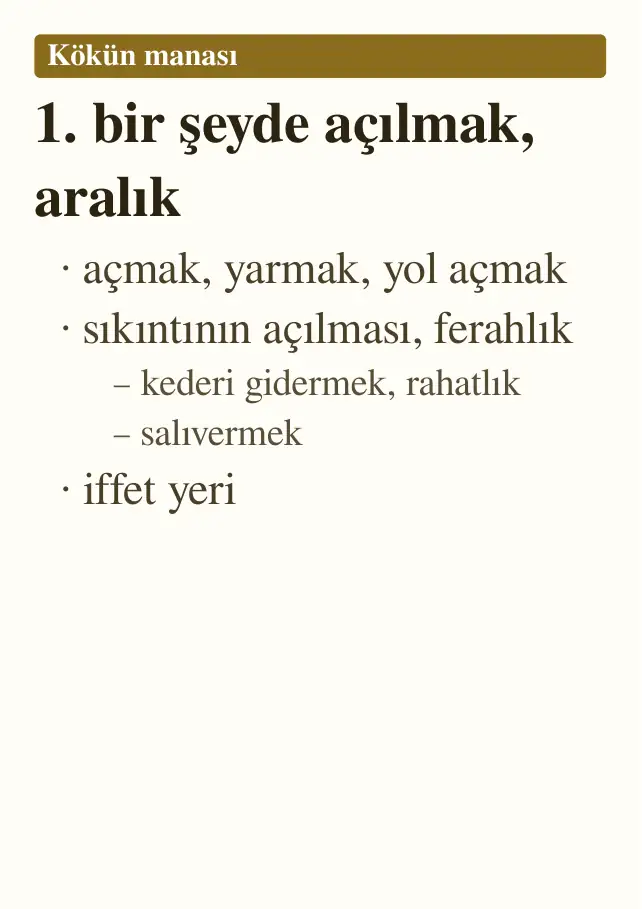 Kökün manası
1. bir şeyde açılmak,
aralık
· açmak, yarmak, yol açmak
· sıkıntının açılması, ferahlık
– kederi gidermek, rahatlık
– salıvermek
· iffet yeri